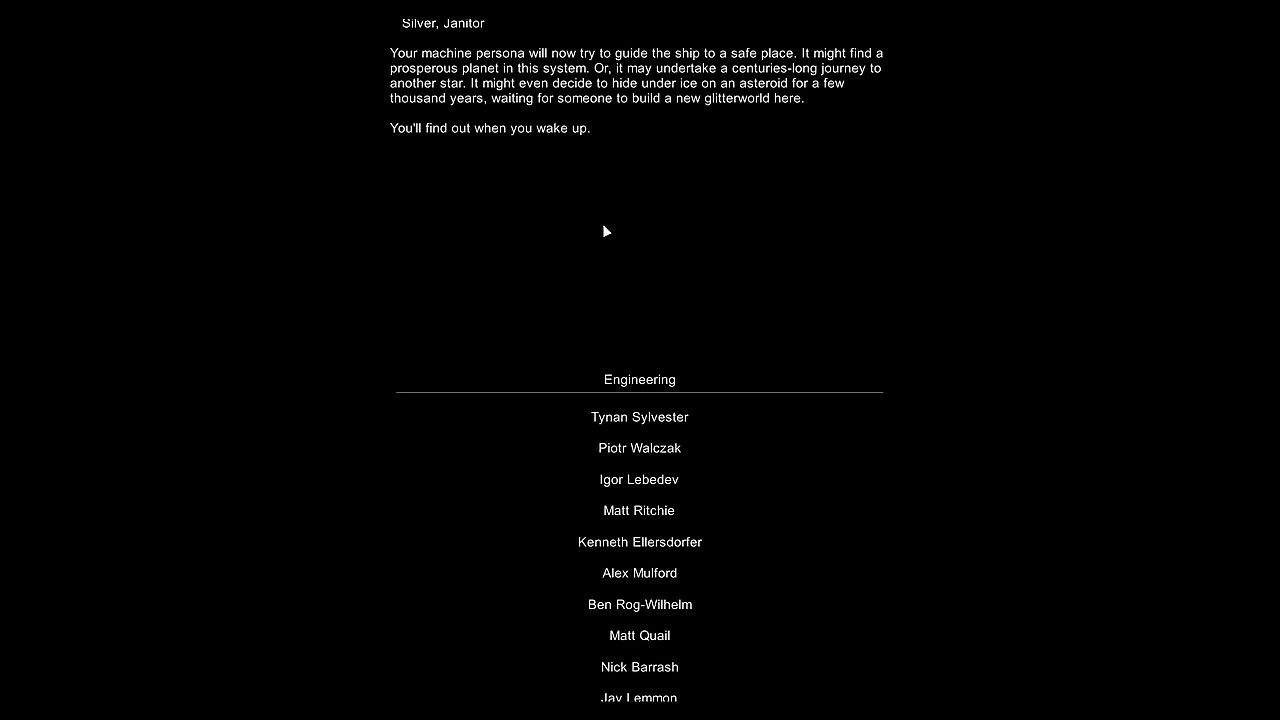 Silver, Janitor
Your machine persona will now try to guide the ship to a safe place. It might find a
prosperous planet in this system. Or, it may undertake a centuries-long journey to
another star. It might even decide to hide under ice on an asteroid for a few
thousand years, waiting for someone to build a new glitterworld here.
You'll find out when you wake up.
Engineering
Tynan Sylvester
Piotr Walczak
Igor Lebedev
Matt Ritchie
Kenneth Ellersdorfer
Alex Mulford
Ben Rog-Wilhelm
Matt Quail
Nick Barrash
Jay Lemmon